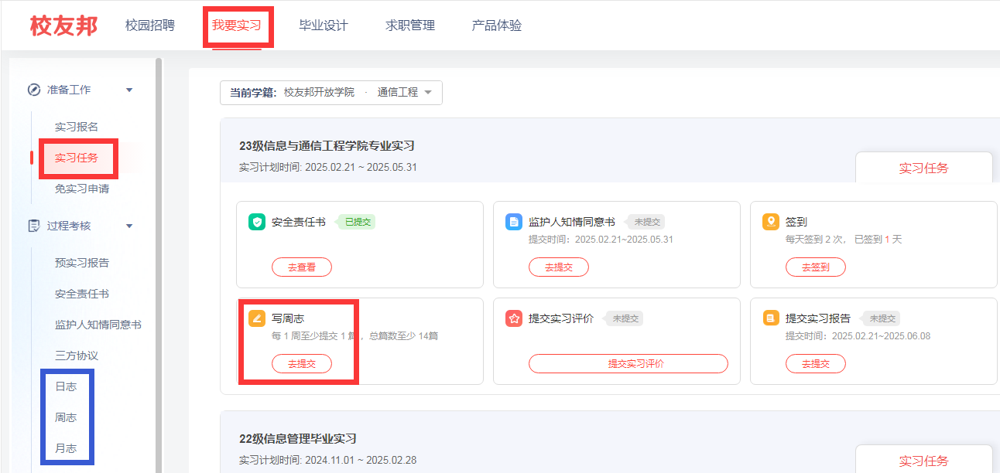 校友邦
校园招聘
我要实习
毕业设计
求职管理
产品体验
准备工作
实习报名
实习任务
免实习申请
过程考核
预实习报告
安全责任书
监护人知情同意书
三方协议
日志
周志
月志
当前学籍: 校友邦开放学院 · 通信工程
23级信息与通信工程学院专业实习
实习计划时间: 2025.02.21 ~ 2025.05.31
实习任务
安全责任书 已提交
去查看
监护人知情同意书 未提交
提交时间: 2025.02.21~2025.05.31
去提交
签到
每天签到 2 次, 已签到 1 天
去签到
写周志
每 1 周至少提交 1 篇, 总篇数至少 14篇
去提交
提交实习评价 未提交
提交实习评价
提交实习报告 未提交
提交时间: 2025.02.21~2025.06.08
去提交
22级信息管理毕业实习
实习计划时间: 2024.11.01 ~ 2025.02.28
实习任务